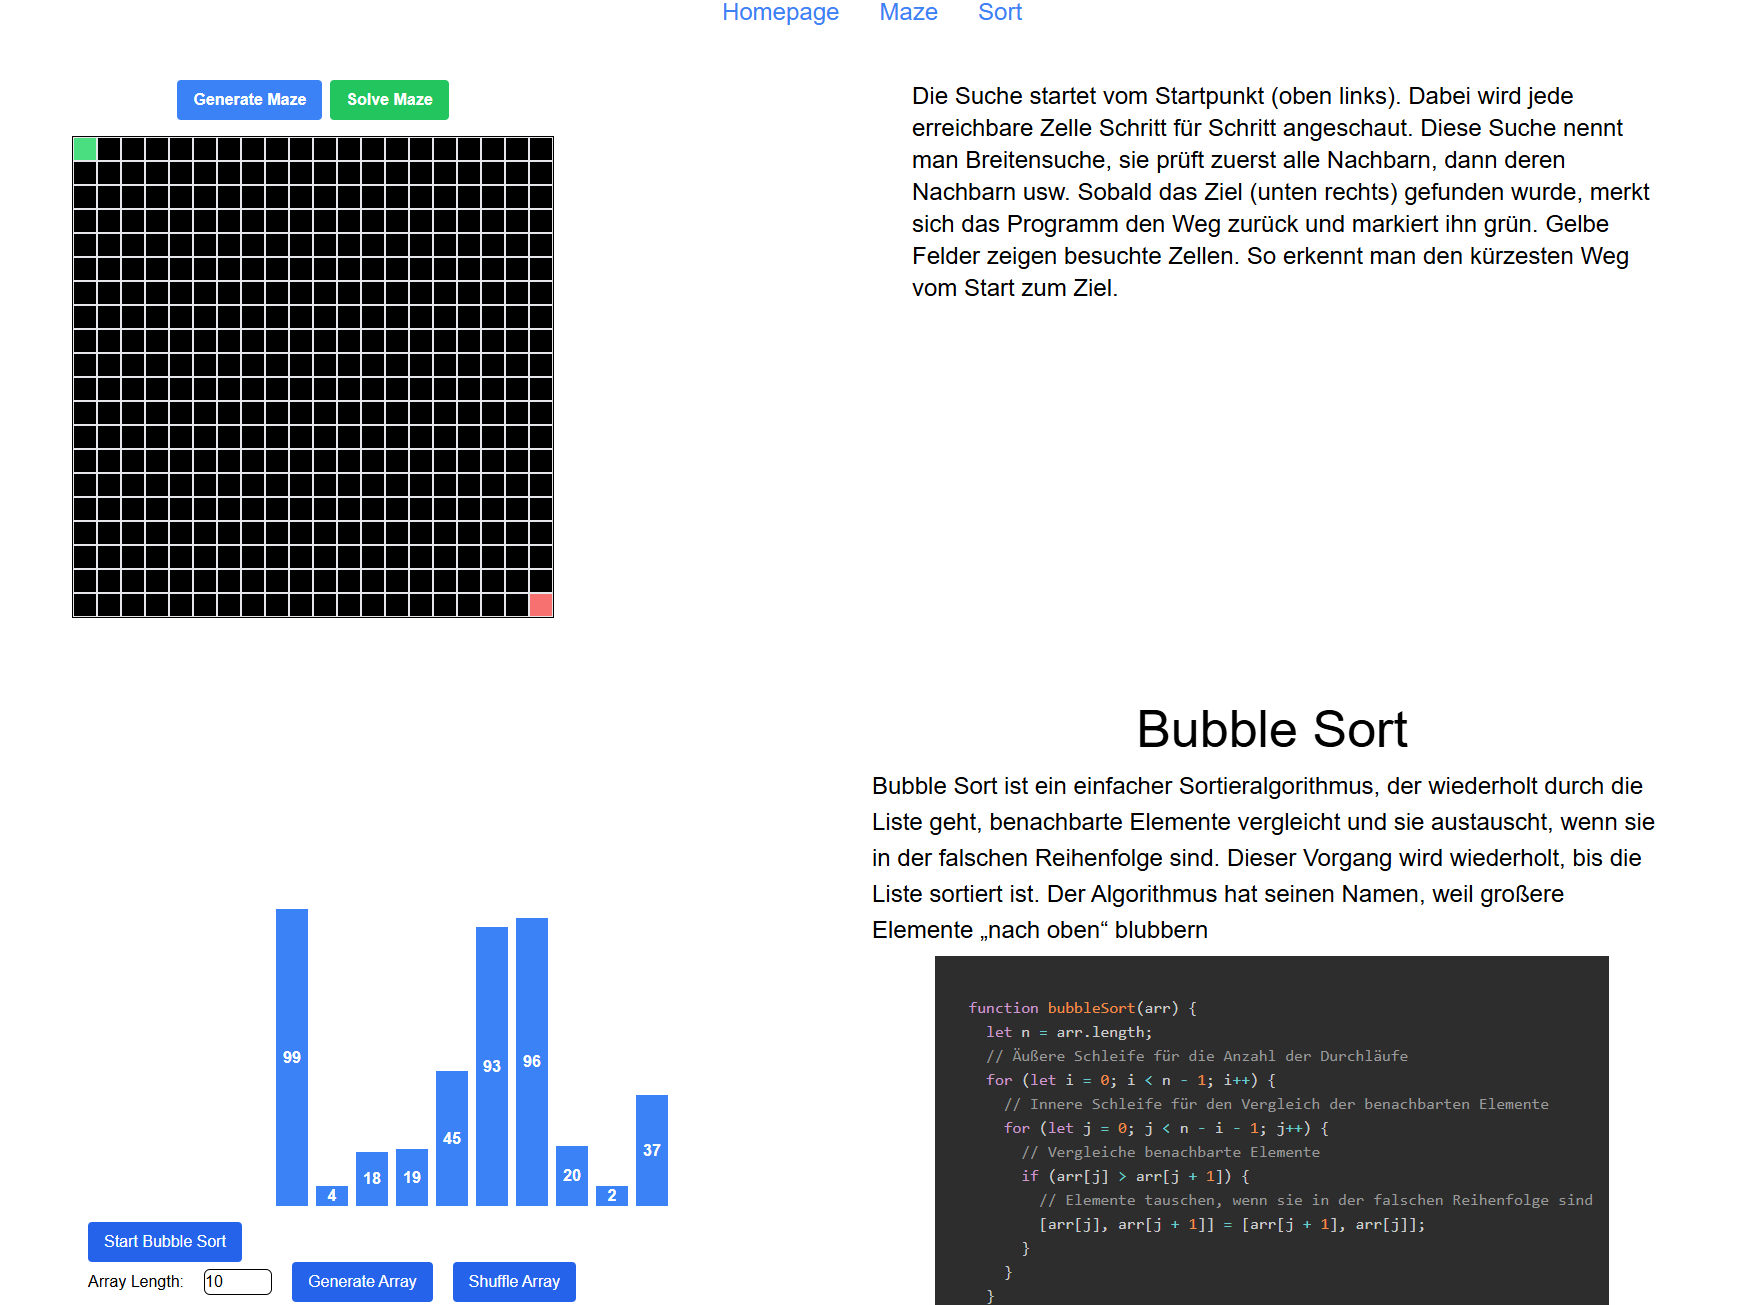 Homepage Maze Sort
Generate Maze Solve Maze
Die Suche startet vom Startpunkt (oben links). Dabei wird jede
erreichbare Zelle Schritt für Schritt angeschaut. Diese Suche nennt
man Breitensuche, sie prüft zuerst alle Nachbarn, dann deren
Nachbarn usw. Sobald das Ziel (unten rechts) gefunden wurde, merkt
sich das Programm den Weg zurück und markiert ihn grün. Gelbe
Felder zeigen besuchte Zellen. So erkennt man den kürzesten Weg
vom Start zum Ziel.
99 4 18 19 45 93 96 20 2 37
Start Bubble Sort
Array Length: 10 Generate Array Shuffle Array
Bubble Sort
Bubble Sort ist ein einfacher Sortieralgorithmus, der wiederholt durch die
Liste geht, benachbarte Elemente vergleicht und sie austauscht, wenn sie
in der falschen Reihenfolge sind. Dieser Vorgang wird wiederholt, bis die
Liste sortiert ist. Der Algorithmus hat seinen Namen, weil großere
Elemente „nach oben“ blubbern
function bubbleSort(arr) {
let n = arr.length;
// Äußere Schleife für die Anzahl der Durchläufe
for (let i = 0; i < n - 1; i++) {
// Innere Schleife für den Vergleich der benachbarten Elemente
for (let j = 0; j < n - i - 1; j++) {
// Vergleiche benachbarte Elemente
if (arr[j] > arr[j + 1]) {
// Elemente tauschen, wenn sie in der falschen Reihenfolge sind
[arr[j], arr[j + 1]] = [arr[j + 1], arr[j]];
}
}
}